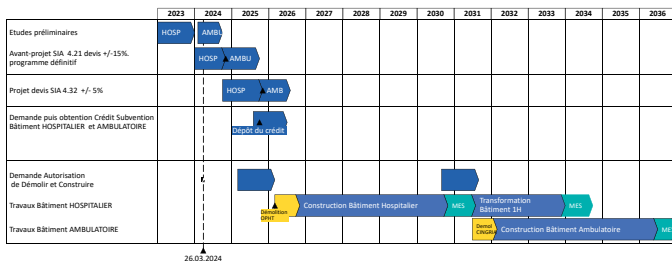 2023 2024 2025 2026 2027 2028 2029 2030 2031 2032 2033 2034 2035 2036
Etudes préliminaires HOSP AMBU
Avant-projet SIA 4.21 devis +/-15%. HOSP AMBU
programme définitif
Projet devis SIA 4.32 +/- 5% HOSP AMB
Demande puis obtention Crédit Subvention
Bâtiment HOSPITALIER et AMBULATOIRE Dépôt du crédit
Demande Autorisation
de Démolir et Construire
Travaux Bâtiment HOSPITALIER Démolition OPHT Construction Bâtiment Hospitalier MES Transformation Bâtiment 1H MES
Travaux Bâtiment AMBULATOIRE Demol CINGRIA Construction Bâtiment Ambulatoire MES
26.03.2024